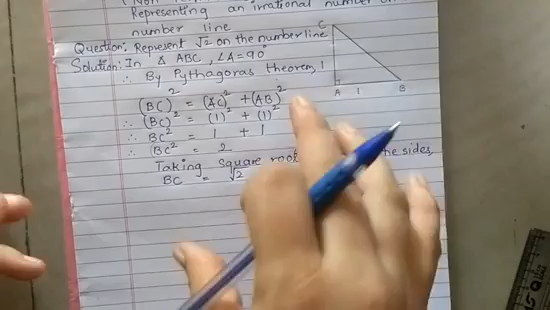 Representing an irrational number on
number line
Question: Represent √2 on the number line
Solution: In △ ABC, ∠A = 90°
∴ By Pythagoras theorem,
(BC)² = (AC)² + (AB)²
∴ (BC)² = (1)² + (1)²
∴ BC² = 1 + 1
∴ BC² = 2
Taking square root the sides,
BC = √2
C
1
A 1 B